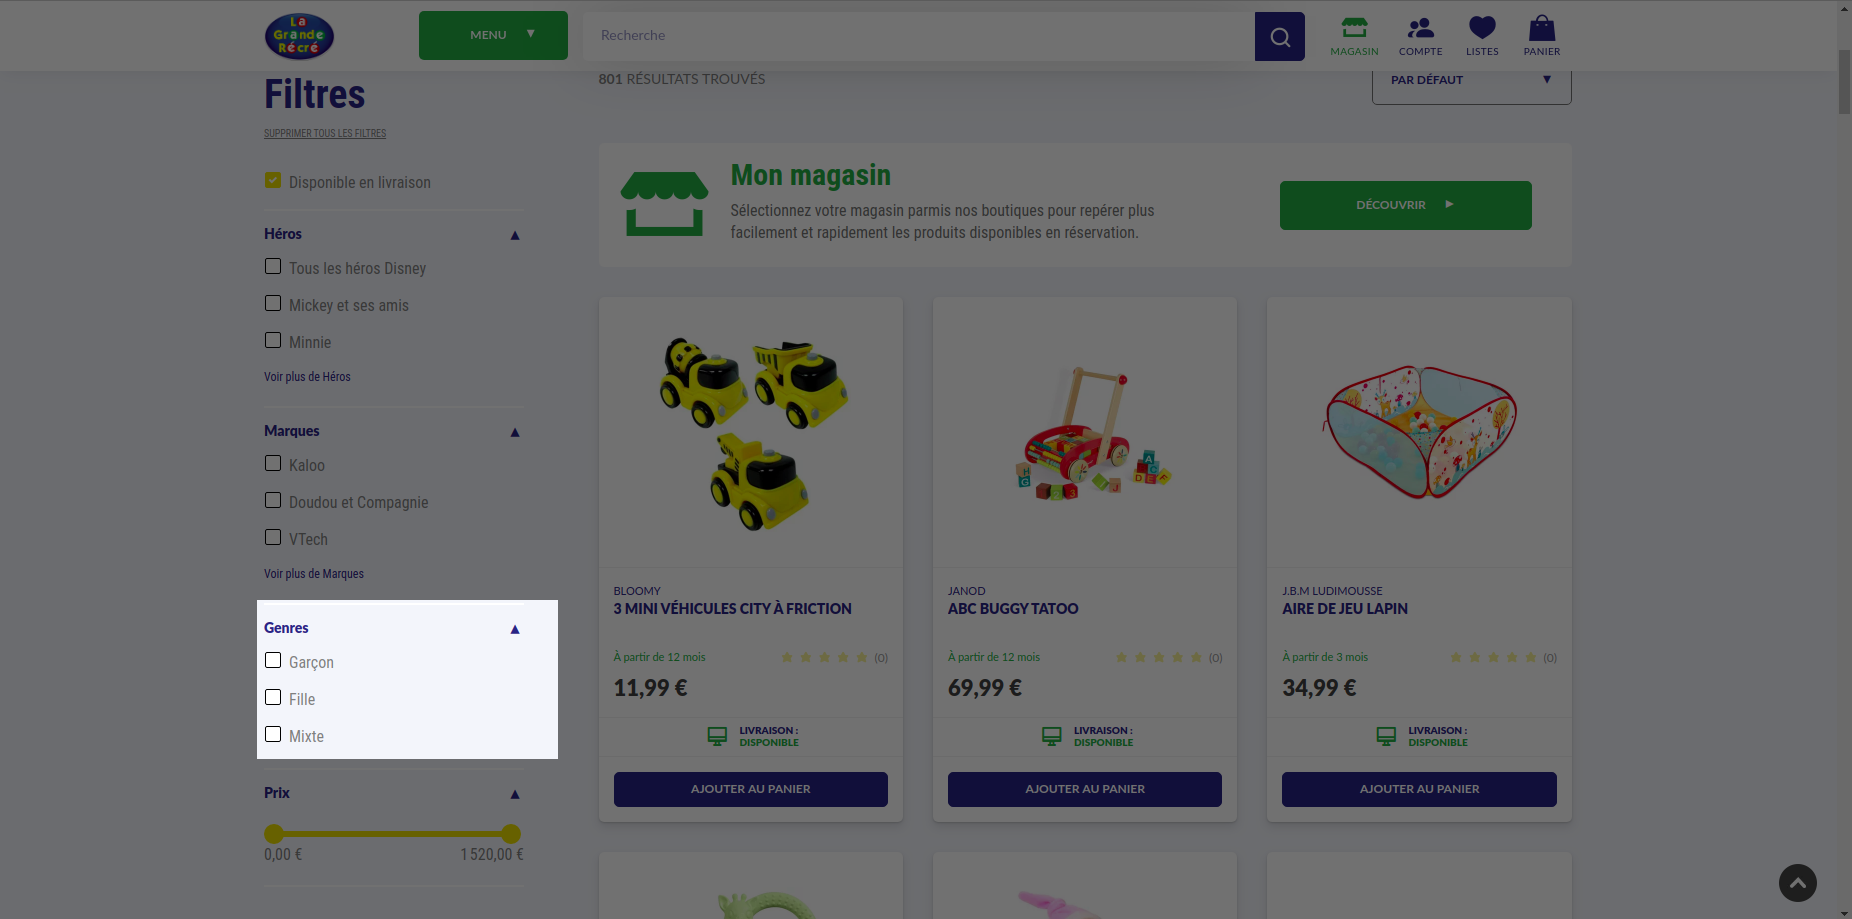 La
Grande
Récré
MENU
Recherche
MAGASIN
COMPTE
LISTES
PANIER
Filtres
SUPPRIMER TOUS LES FILTRES
Disponible en livraison
Héros
Tous les héros Disney
Mickey et ses amis
Minnie
Voir plus de Héros
Marques
Kaloo
Doudou et Compagnie
VTech
Voir plus de Marques
Genres
Garçon
Fille
Mixte
Prix
0,00 € 1 520,00 €
801 RÉSULTATS TROUVÉS
PAR DÉFAUT
Mon magasin
Sélectionnez votre magasin parmis nos boutiques pour repérer plus
facilement et rapidement les produits disponibles en réservation.
DÉCOUVRIR
BLOOMY
3 MINI VÉHICULES CITY À FRICTION
À partir de 12 mois (0)
11,99 €
LIVRAISON :
DISPONIBLE
AJOUTER AU PANIER
JANOD
ABC BUGGY TATOO
À partir de 12 mois (0)
69,99 €
LIVRAISON :
DISPONIBLE
AJOUTER AU PANIER
J.B.M LUDIMOUSSE
AIRE DE JEU LAPIN
À partir de 3 mois (0)
34,99 €
LIVRAISON :
DISPONIBLE
AJOUTER AU PANIER